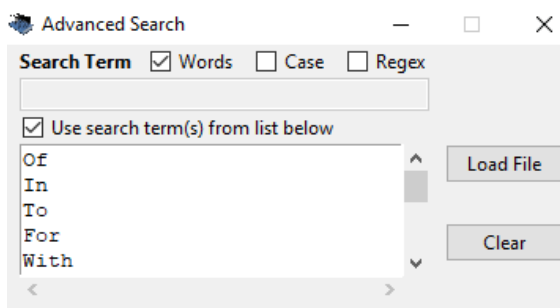 Advanced Search
Search Term Words Case Regex
Use search term(s) from list below
Of
In
To
For
With
Load File
Clear